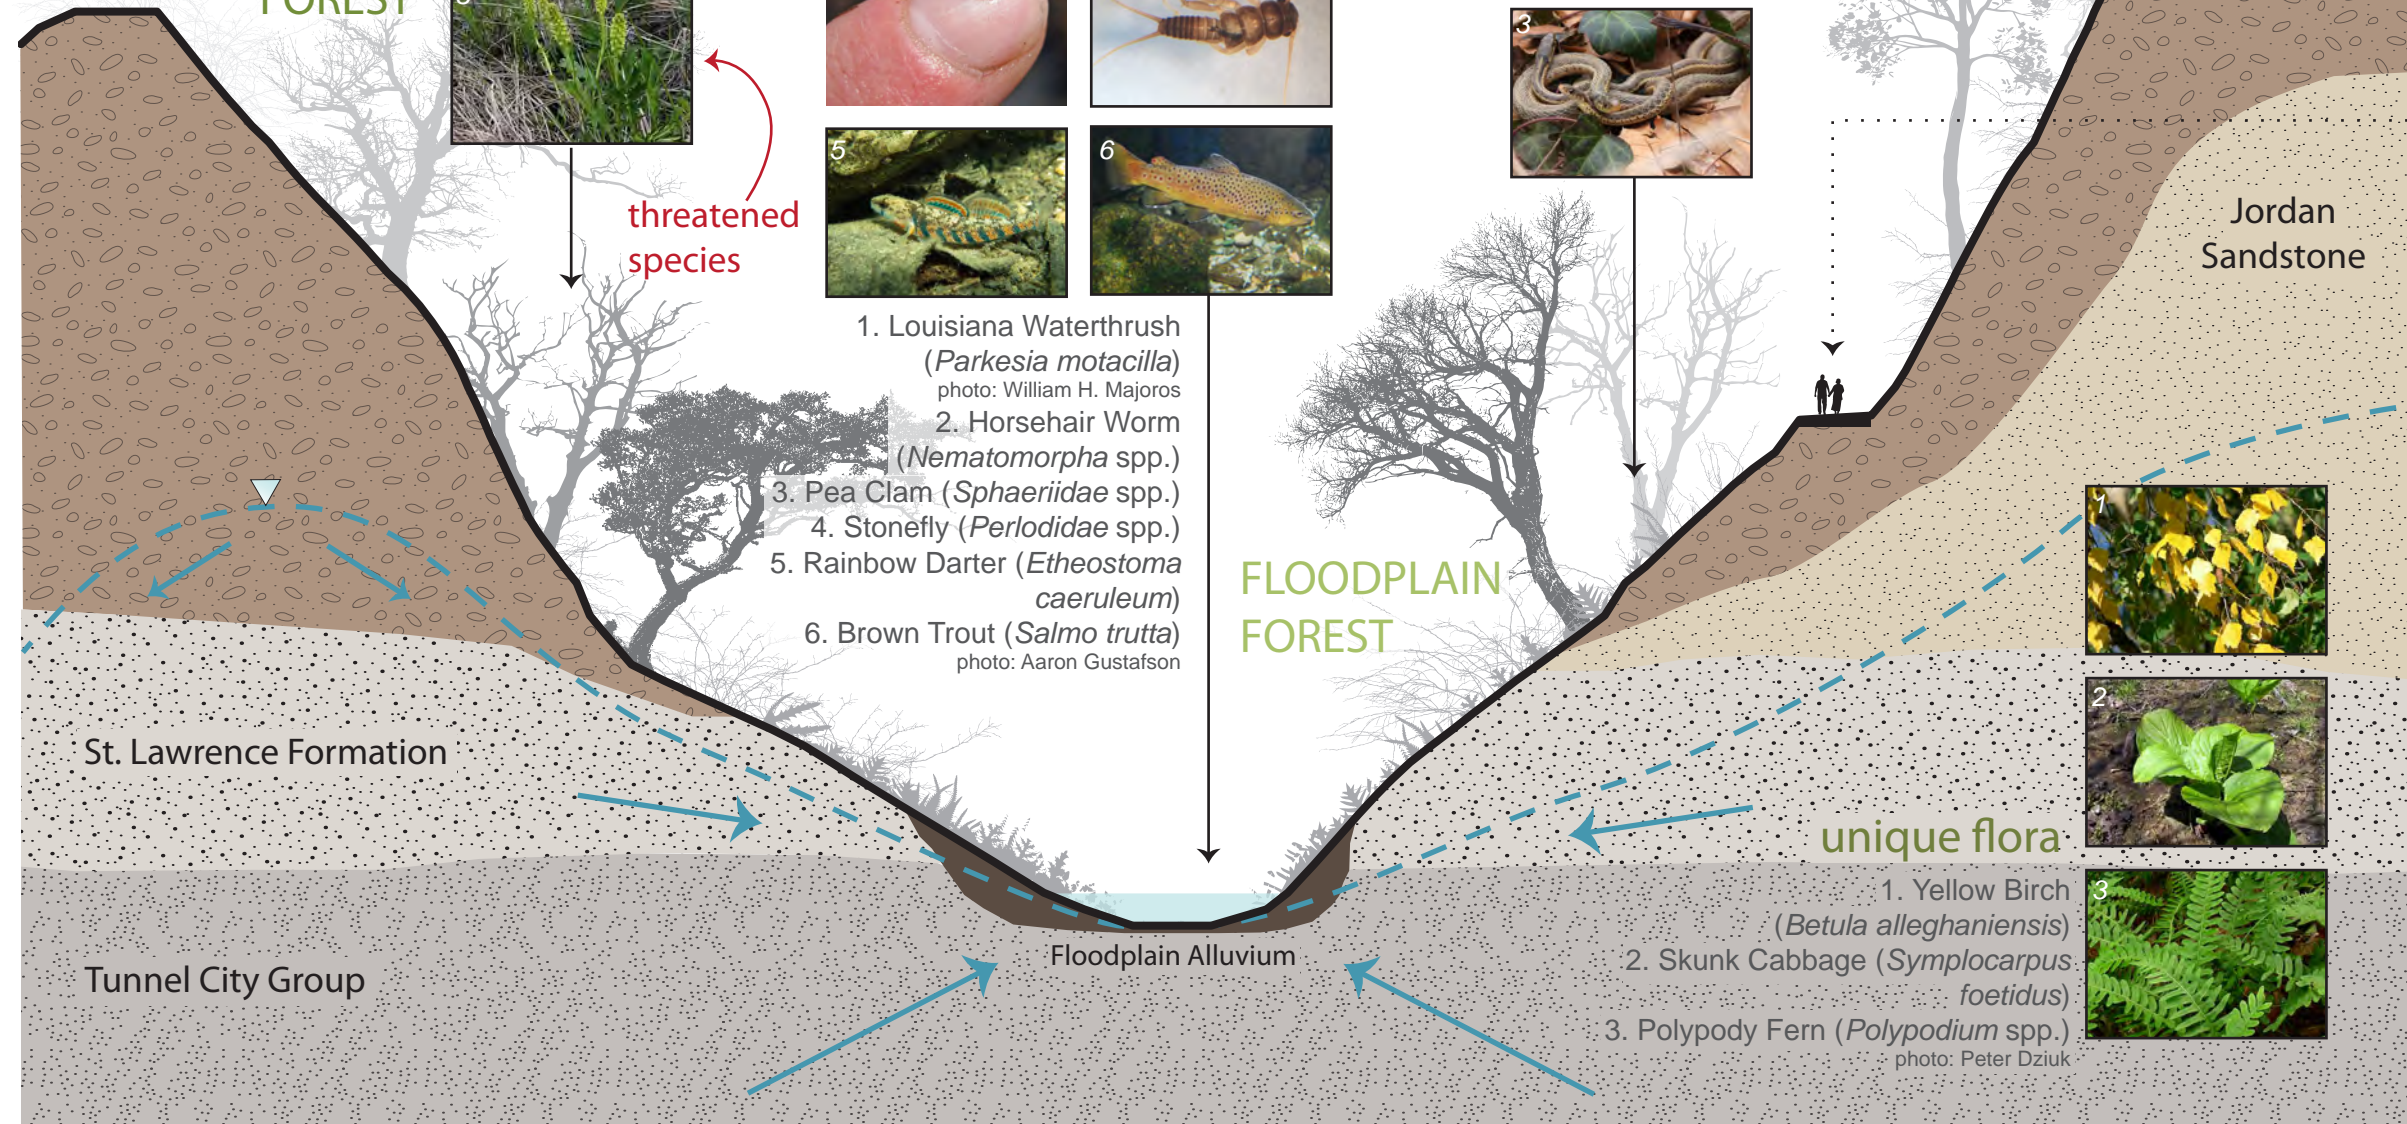 FOREST
3
threatened
species
5
6
1. Louisiana Waterthrush
(Parkesia motacilla)
photo: William H. Majoros
2. Horsehair Worm
(Nematomorpha spp.)
3. Pea Clam (Sphaeriidae spp.)
4. Stonefly (Perlodidae spp.)
5. Rainbow Darter (Etheostoma
caeruleum)
6. Brown Trout (Salmo trutta)
photo: Aaron Gustafson
FLOODPLAIN
FOREST
Jordan
Sandstone
St. Lawrence Formation
Tunnel City Group
Floodplain Alluvium
unique flora
1
2
3
1. Yellow Birch
(Betula alleghaniensis)
2. Skunk Cabbage (Symplocarpus
foetidus)
3. Polypody Fern (Polypodium spp.)
photo: Peter Dziuk